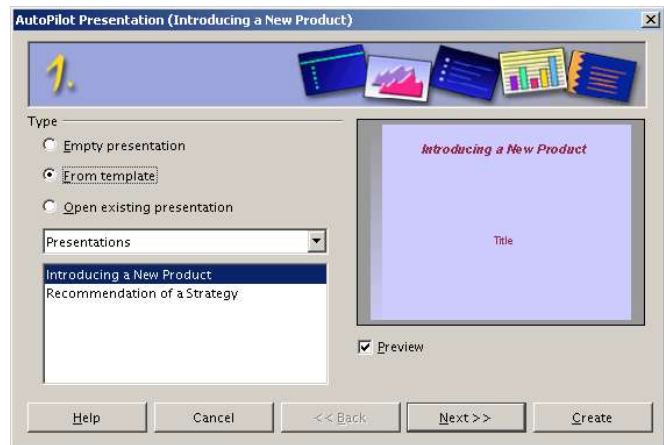 AutoPilot Presentation (Introducing a New Product)
1.
Type
Empty presentation
From template
Open existing presentation
Presentations
Introducing a New Product
Recommendation of a Strategy
Introducing a New Product
Title
Preview
Help
Cancel
<< Back
Next >>
Create